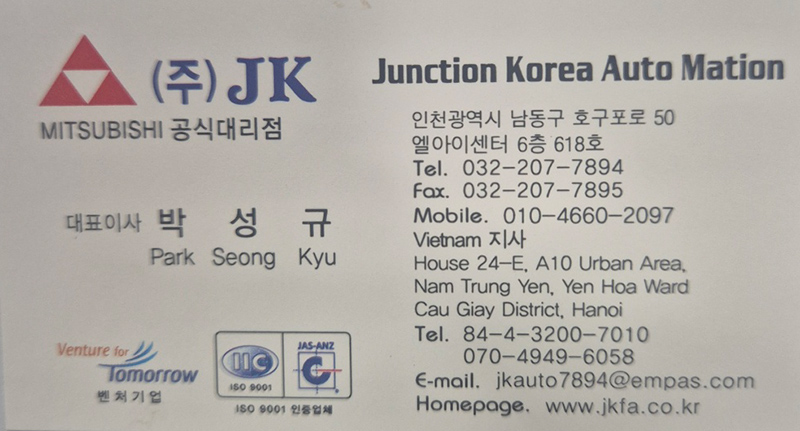 (주) JK
MITSUBISHI 공식대리점
대표이사 박 성 규
Park Seong Kyu
Venture for
Tomorrow
벤처기업
IIC
ISO 9001
JAS-ANZ
C
ISO 9001 인증업체
Junction Korea Auto Mation
인천광역시 남동구 호구포로 50
엘아이센터 6층 618호
Tel. 032-207-7894
Fax. 032-207-7895
Mobile. 010-4660-2097
Vietnam 지사
House 24-E, A10 Urban Area,
Nam Trung Yen, Yen Hoa Ward
Cau Giay District, Hanoi
Tel. 84-4-3200-7010
070-4949-6058
E-mail. jkauto7894@empas.com
Homepage. www.jkfa.co.kr